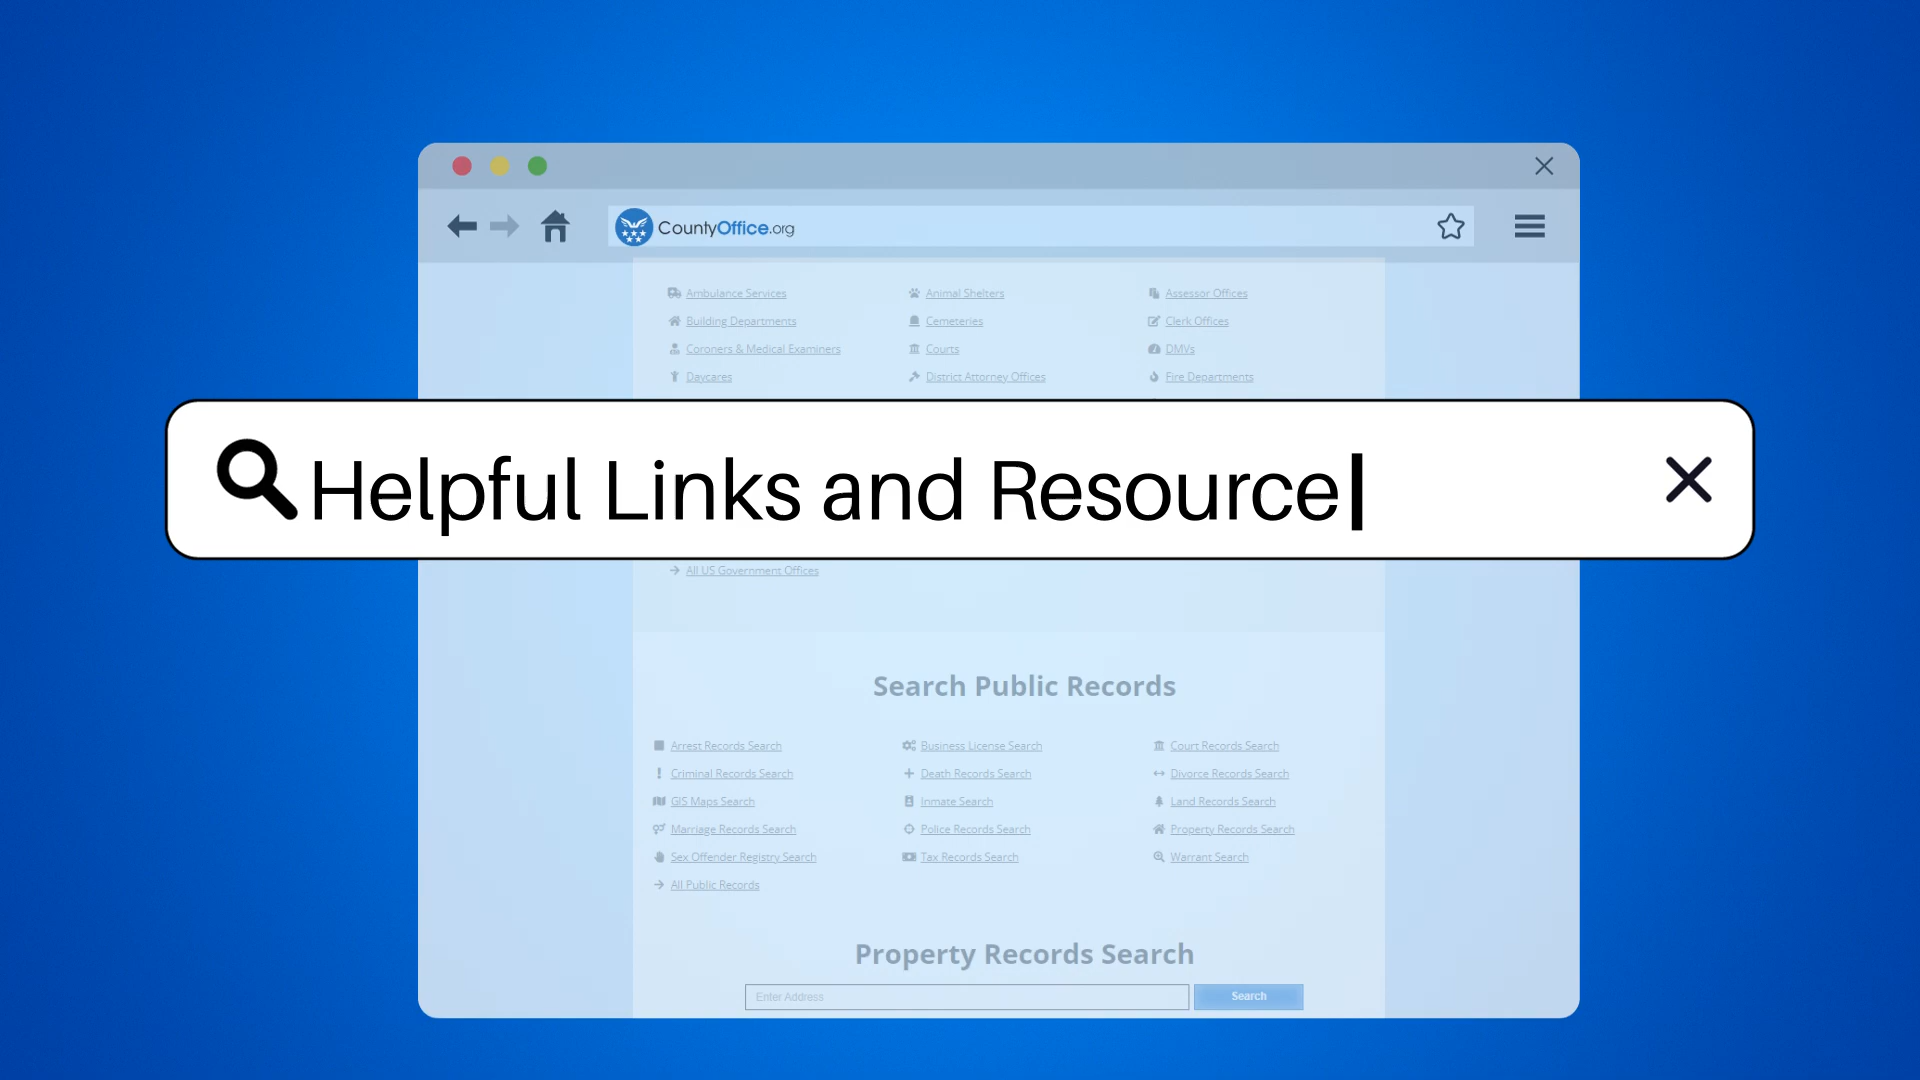 CountyOffice.org
Ambulance Services Animal Shelters Assessor Offices
Building Departments Cemeteries Clerk Offices
Coroners & Medical Examiners Courts DMVs
Daycares District Attorney Offices Fire Departments
Helpful Links and Resource
All US Government Offices
Search Public Records
Arrest Records Search Business License Search Court Records Search
Criminal Records Search Death Records Search Divorce Records Search
GIS Maps Search Inmate Search Land Records Search
Marriage Records Search Police Records Search Property Records Search
Sex Offender Registry Search Tax Records Search Warrant Search
All Public Records
Property Records Search
Enter Address Search